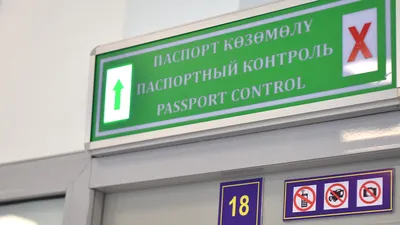 ПАСПОРТ КӨЗӨМӨЛҮ
ПАСПОРТНЫЙ КОНТРОЛЬ
PASSPORT CONTROL
X
18